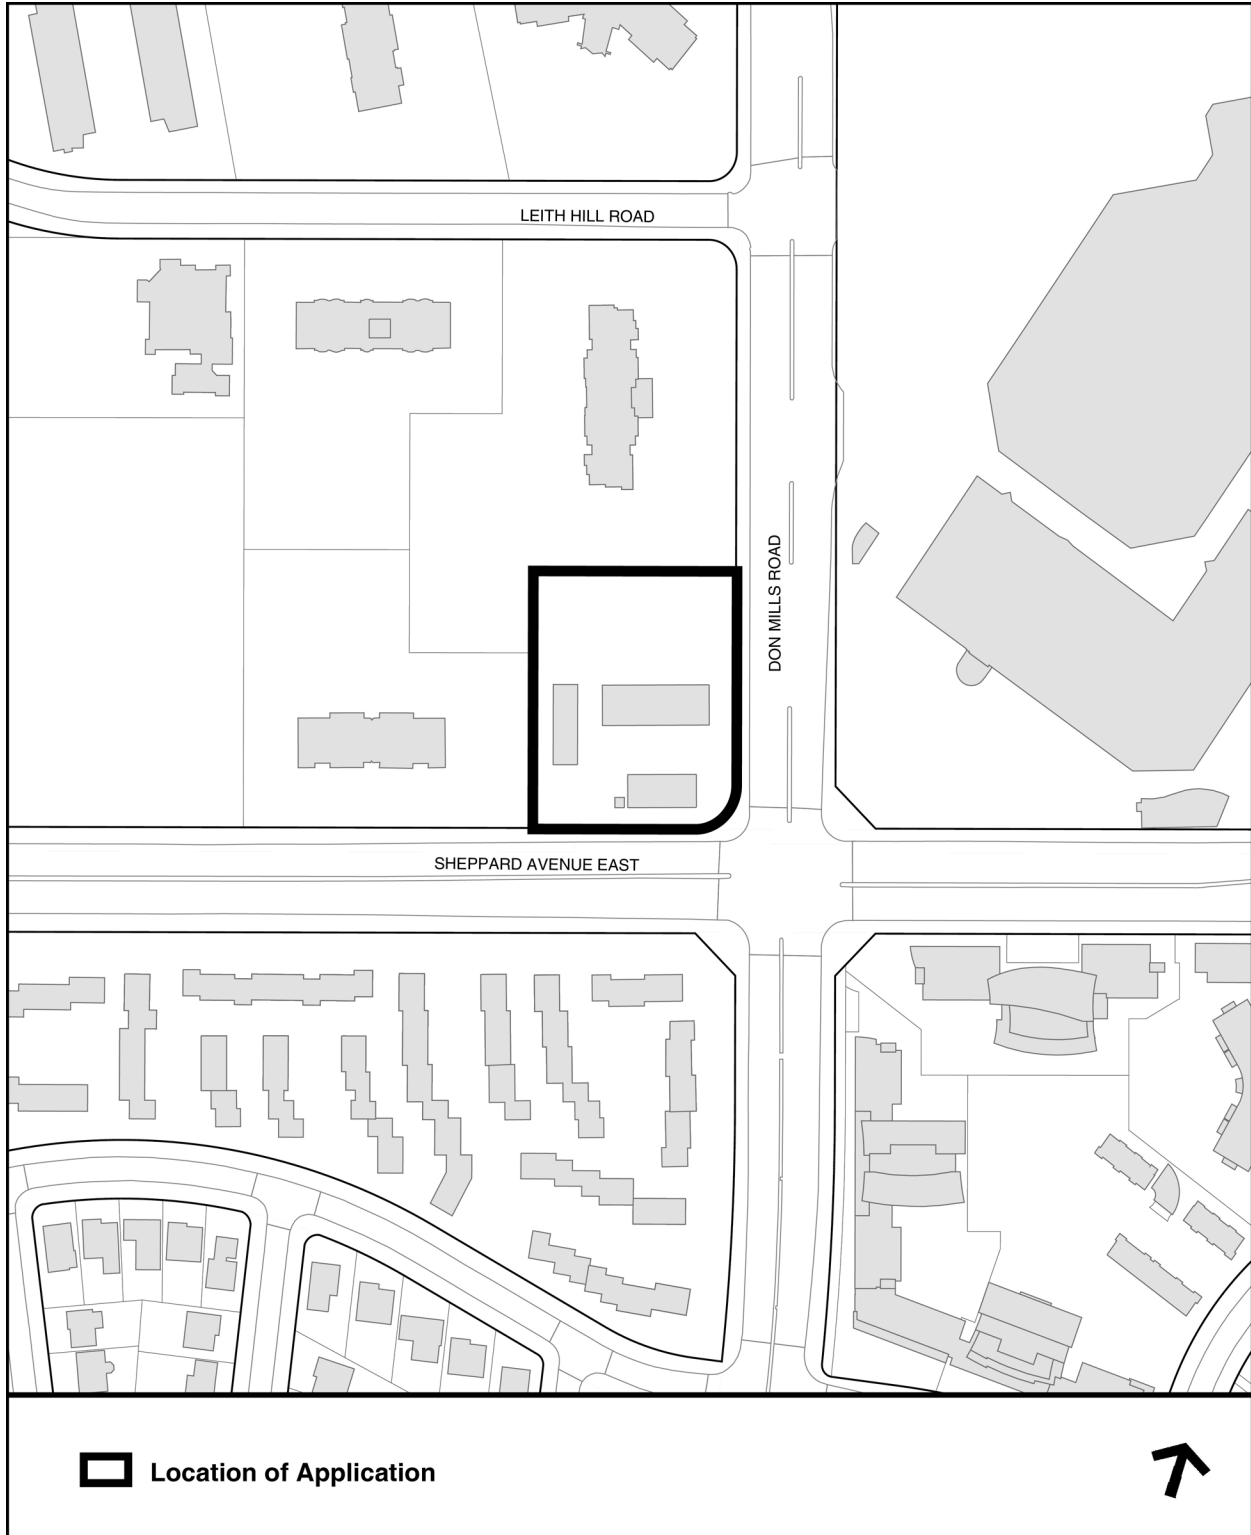 LEITH HILL ROAD
DON MILLS ROAD
SHEPPARD AVENUE EAST
Location of Application